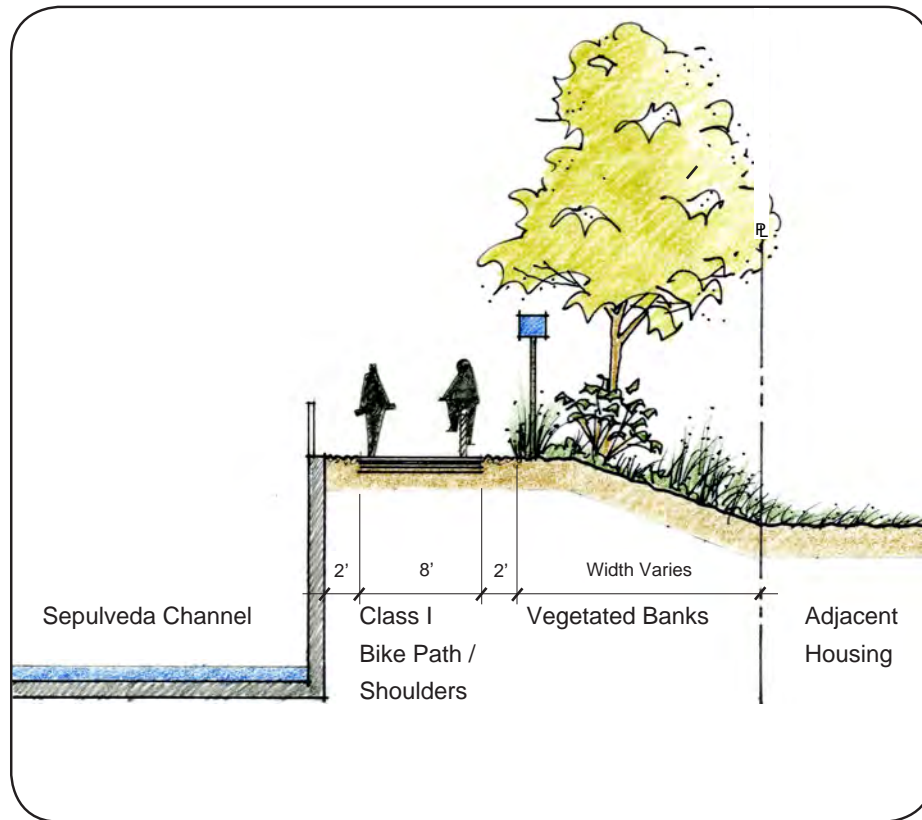 PL
2’ 8’ 2’ Width Varies
Sepulveda Channel
Class I
Bike Path /
Shoulders
Vegetated Banks
Adjacent
Housing